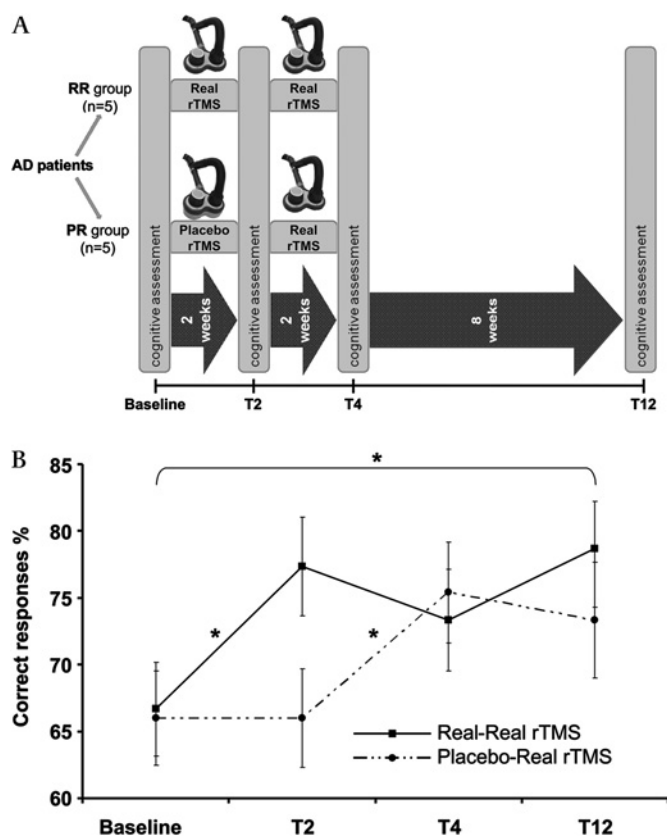 A
RR group
(n=5)
AD patients
PR group
(n=5)
Real
rTMS
Real
rTMS
Placebo
rTMS
Real
rTMS
cognitive assessment
2
weeks
cognitive assessment
2
weeks
cognitive assessment
8
weeks
cognitive assessment
Baseline T2 T4 T12
B
Correct responses %
85
80
75
70
65
60
*
*
*
Real-Real rTMS
Placebo-Real rTMS
Baseline T2 T4 T12